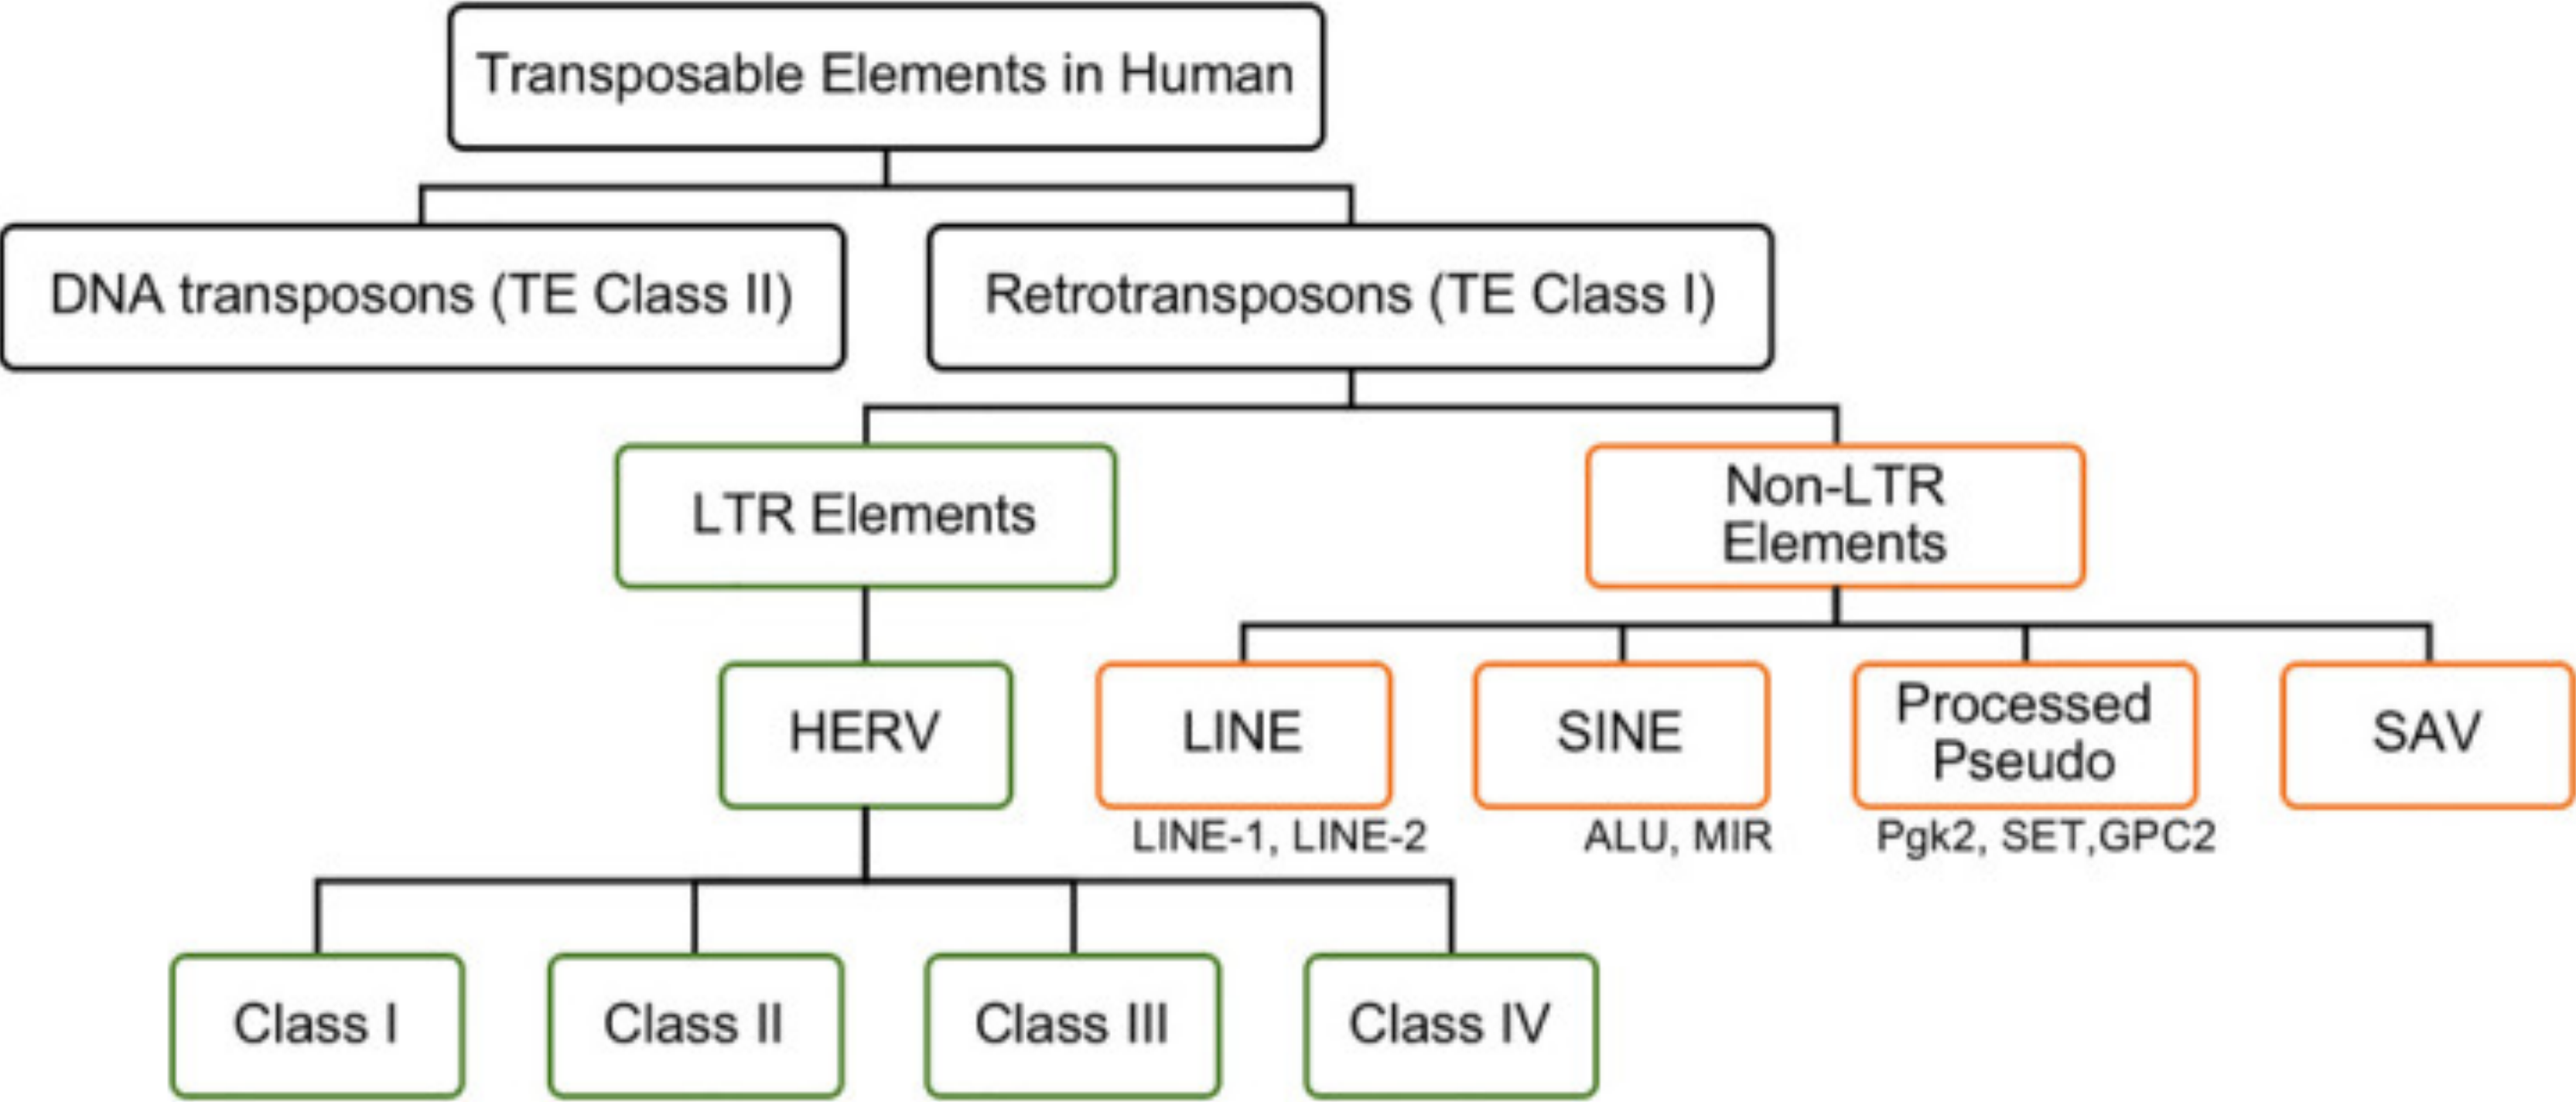 Transposable Elements in Human
DNA transposons (TE Class II)
Retrotransposons (TE Class I)
LTR Elements
Non-LTR
Elements
HERV
LINE
SINE
Processed
Pseudo
SAV
LINE-1, LINE-2
ALU, MIR
Pgk2, SET,GPC2
Class I
Class II
Class III
Class IV